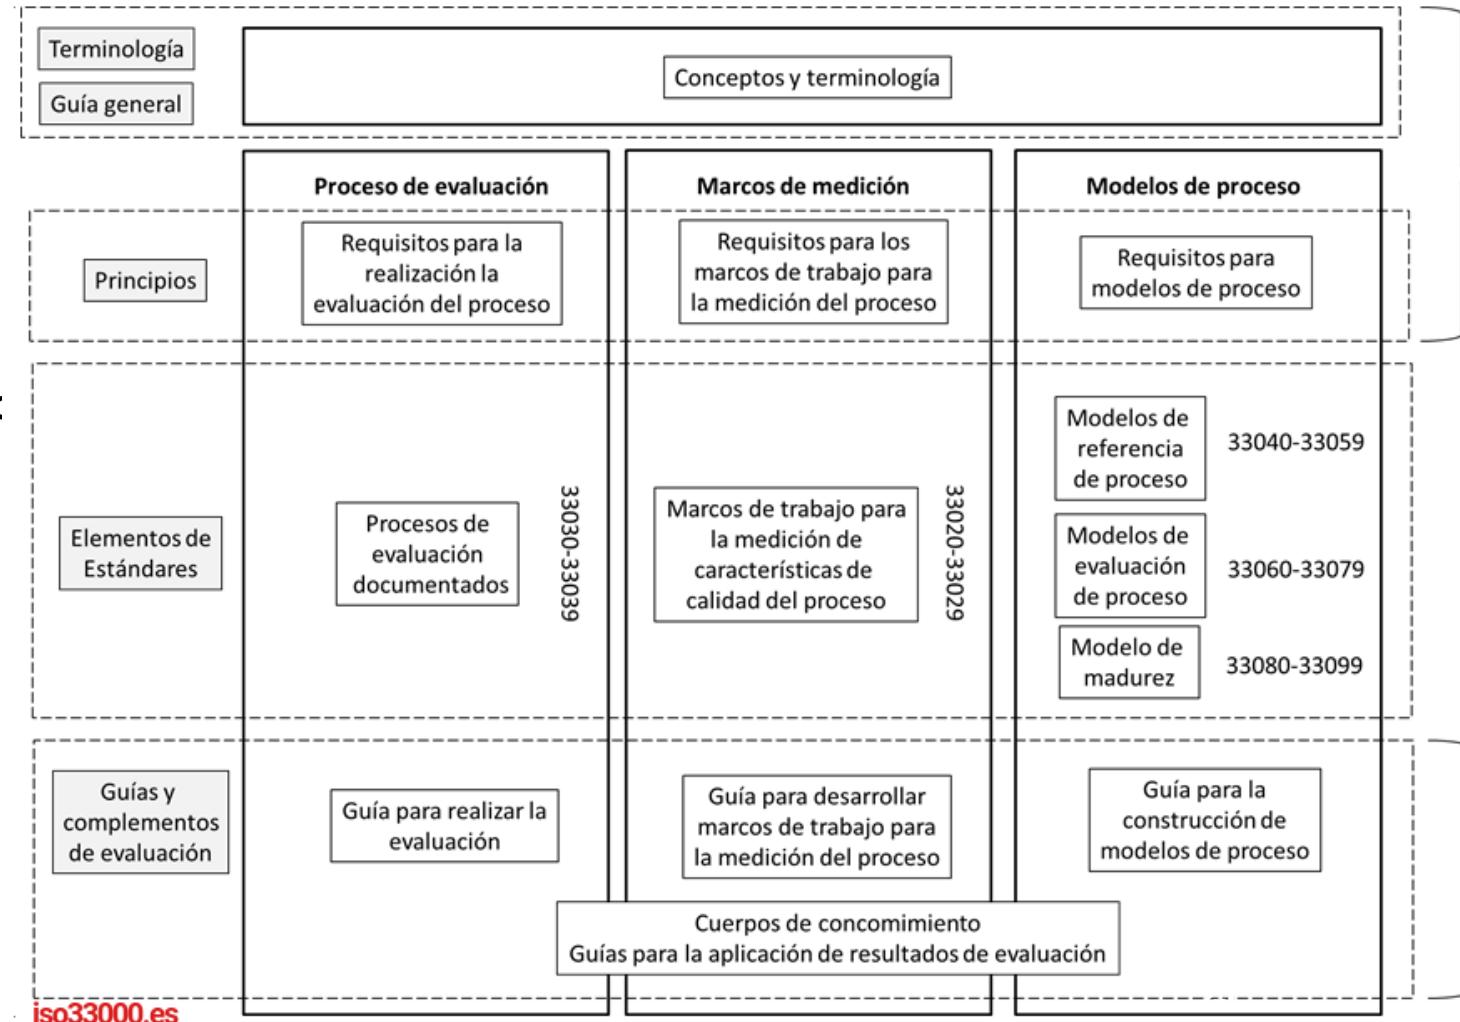 Terminología
Guía general
Conceptos y terminología
Proceso de evaluación
Marcos de medición
Modelos de proceso
Principios
Requisitos para la
realización la
evaluación del proceso
Requisitos para los
marcos de trabajo para
la medición del proceso
Requisitos para
modelos de proceso
Elementos de
Estándares
Procesos de
evaluación
documentados
33030-33039
Marcos de trabajo para
la medición de
características de
calidad del proceso
33020-33029
Modelos de
referencia
de proceso
33040-33059
Modelos de
evaluación
de proceso
33060-33079
Modelo de
madurez
33080-33099
Guías y
complementos
de evaluación
Guía para realizar la
evaluación
Guía para desarrollar
marcos de trabajo para
la medición del proceso
Guía para la
construcción de
modelos de proceso
Cuerpos de concomimiento
Guías para la aplicación de resultados de evaluación
iso33000.es